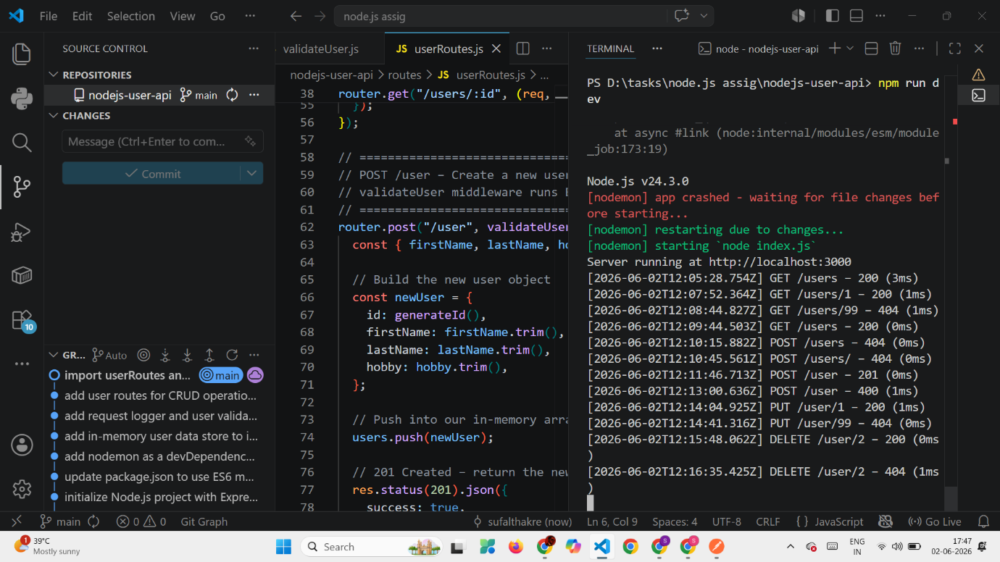 File Edit Selection View Go ···
node.js assig
SOURCE CONTROL ···
REPOSITORIES
nodejs-user-api main ···
CHANGES
Message (Ctrl+Enter to com...
Commit
10
GR... Auto ···
import userRoutes an... main
add user routes for CRUD operatio...
add request logger and user valida...
add in-memory user data store to i...
add nodemon as a devDependenc...
update package.json to use ES6 m...
initialize Node.js project with Expre...
validateUser.js JS userRoutes.js ···
nodejs-user-api > routes > JS userRoutes.js > ...
38 router.get("/users/:id", (req,
55 });
56 });
57
58 // ==============================
59 // POST /user – Create a new user
60 // validateUser middleware runs
61 // ==============================
62 router.post("/user", validateUser
63 const { firstName, lastName, ho
64
65 // Build the new user object
66 const newUser = {
67 id: generateId(),
68 firstName: firstName.trim(),
69 lastName: lastName.trim(),
70 hobby: hobby.trim(),
71 };
72
73 // Push into our in-memory arra
74 users.push(newUser);
75
76 // 201 Created – return the new
77 res.status(201).json({
78 success: true,
TERMINAL ··· node - nodejs-user-api ···
PS D:\tasks\node.js assig\nodejs-user-api> npm run d
ev
at async #link (node:internal/modules/esm/module
_job:173:19)
Node.js v24.3.0
[nodemon] app crashed - waiting for file changes bef
ore starting...
[nodemon] restarting due to changes...
[nodemon] starting `node index.js`
Server running at http://localhost:3000
[2026-06-02T12:05:28.754Z] GET /users – 200 (3ms)
[2026-06-02T12:07:52.364Z] GET /users/1 – 200 (1ms)
[2026-06-02T12:08:44.827Z] GET /users/99 – 404 (1ms)
[2026-06-02T12:09:44.503Z] GET /users – 200 (0ms)
[2026-06-02T12:10:15.882Z] POST /users – 404 (0ms)
[2026-06-02T12:10:45.561Z] POST /users/ – 404 (0ms)
[2026-06-02T12:11:46.713Z] POST /user – 201 (0ms)
[2026-06-02T12:13:00.636Z] POST /user – 400 (1ms)
[2026-06-02T12:14:04.925Z] PUT /user/1 – 200 (1ms)
[2026-06-02T12:14:41.316Z] PUT /user/99 – 404 (0ms)
[2026-06-02T12:15:48.062Z] DELETE /user/2 – 200 (0ms
)
[2026-06-02T12:16:35.425Z] DELETE /user/2 – 404 (1ms
)
main 0 0 Git Graph sufalthakre (now) Ln 6, Col 9 Spaces: 4 UTF-8 CRLF { } JavaScript Go Live
1 39°C
Mostly sunny
Search
S S
ENG
IN
17:47
02-06-2026